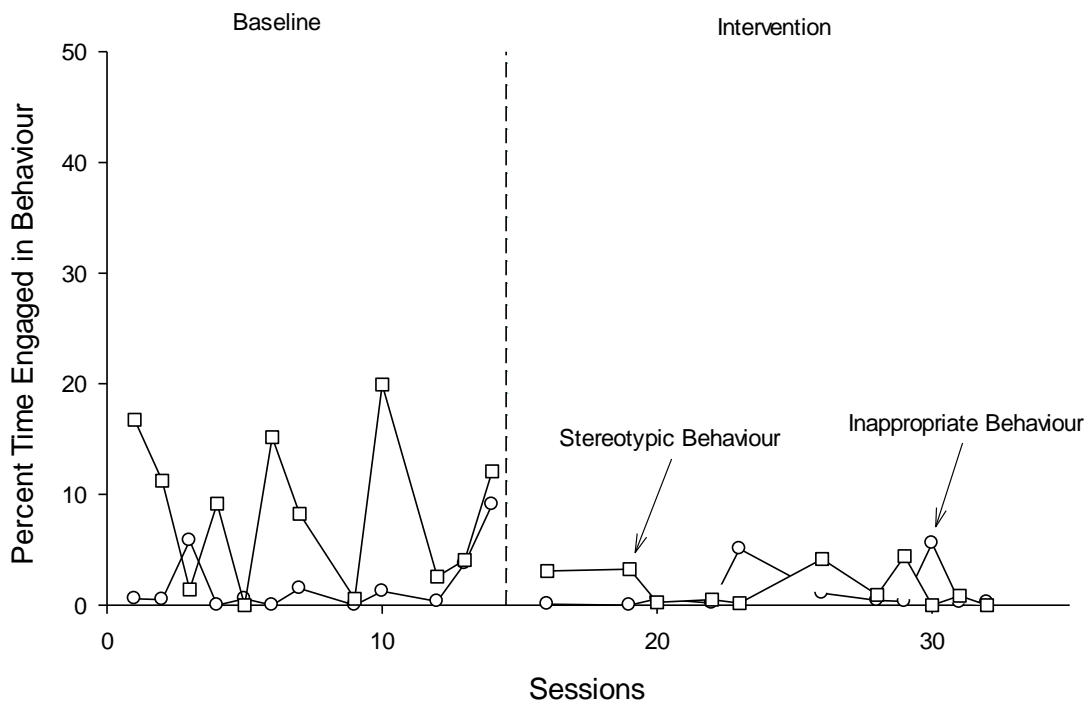 Baseline
Intervention
Percent Time Engaged in Behaviour
50
40
30
20
10
0
Stereotypic Behaviour
Inappropriate Behaviour
0
10
20
30
Sessions